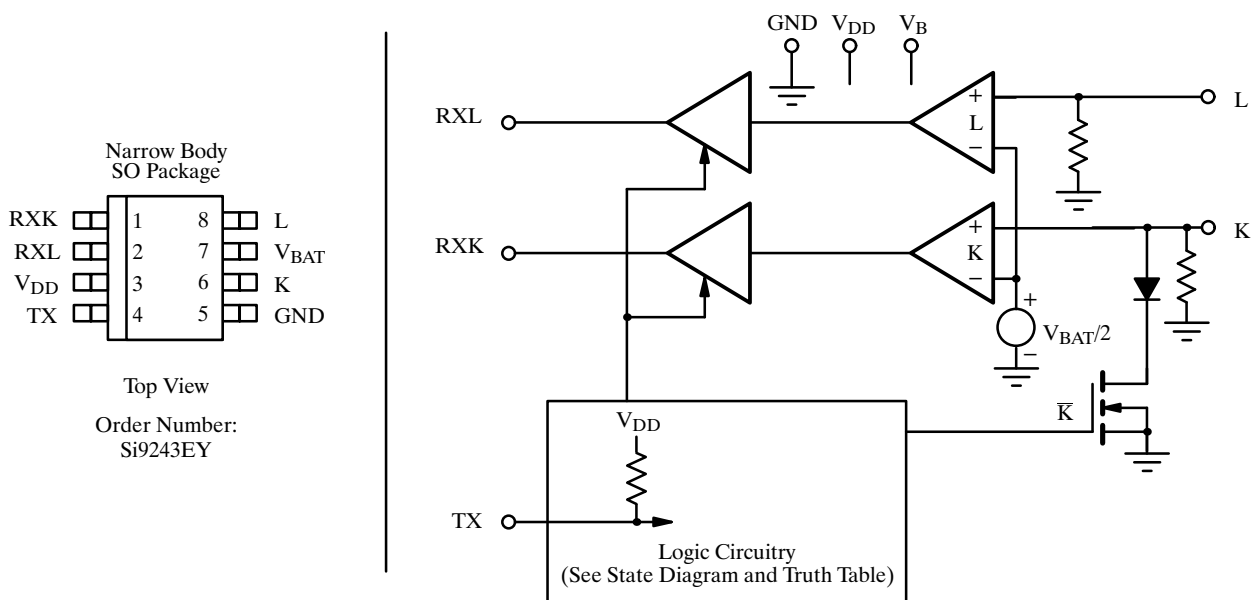 Narrow Body
SO Package
RXK 1 8 L
RXL 2 7 VBAT
VDD 3 6 K
TX 4 5 GND
Top View
Order Number:
Si9243EY
GND VDD VB
RXL
+
L
−
L
RXK
+
K
−
K
+
VBAT/2
−
K̅
VDD
TX
Logic Circuitry
(See State Diagram and Truth Table)